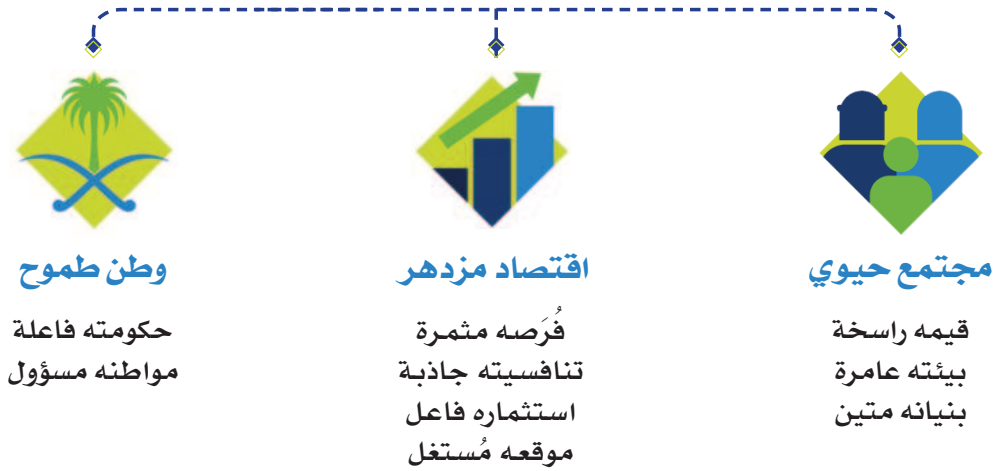 مجتمع حيوي
قيمه راسخة
بيئته عامرة
بنيانه متين
اقتصاد مزدهر
فُرَصه مثمرة
تنافسيته جاذبة
استثماره فاعل
موقعه مُستغل
وطن طموح
حكومته فاعلة
مواطنه مسؤول